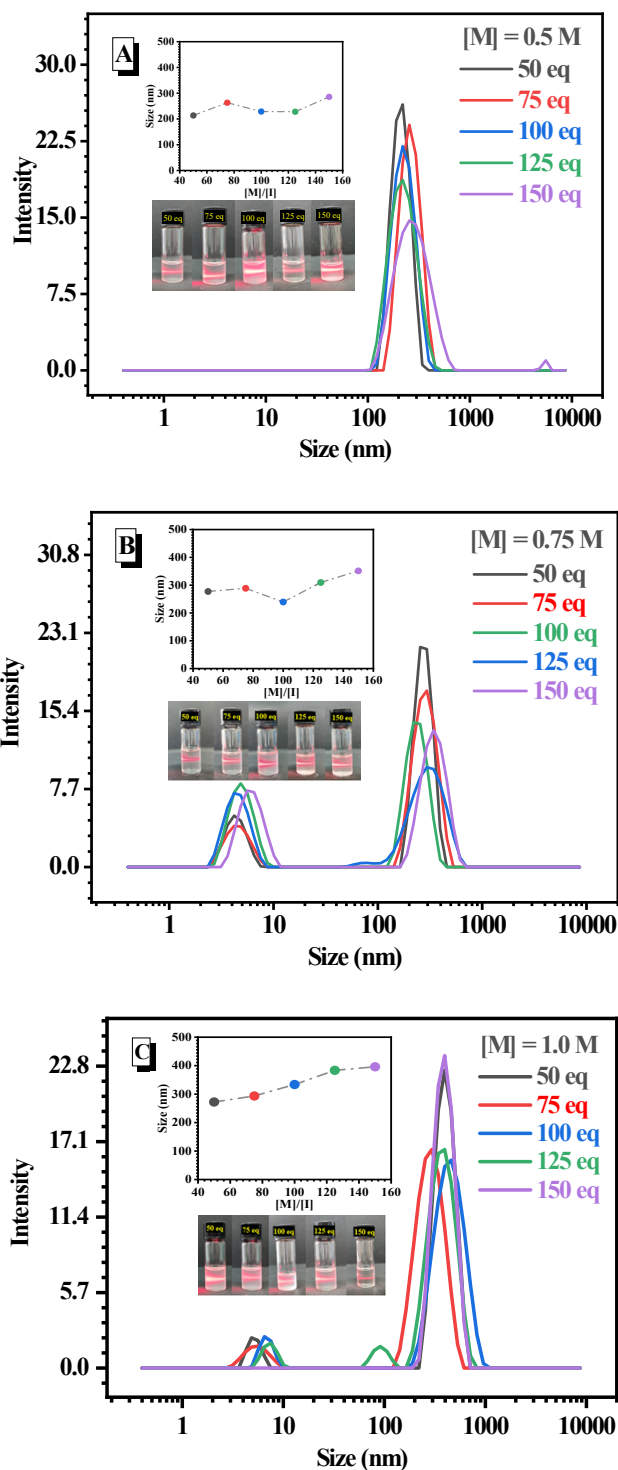 A
[M] = 0.5 M
50 eq
75 eq
100 eq
125 eq
150 eq
Intensity
30.0
22.5
15.0
7.5
0.0
1
10
100
1000
10000
Size (nm)
Size (nm)
500
400
300
200
100
0
40
60
80
100
120
140
160
[M]/[I]
50 eq
75 eq
100 eq
125 eq
150 eq
B
[M] = 0.75 M
50 eq
75 eq
100 eq
125 eq
150 eq
Intensity
30.8
23.1
15.4
7.7
0.0
1
10
100
1000
10000
Size (nm)
Size (nm)
500
400
300
200
100
0
40
60
80
100
120
140
160
[M]/[I]
50 eq
75 eq
100 eq
125 eq
150 eq
C
[M] = 1.0 M
50 eq
75 eq
100 eq
125 eq
150 eq
Intensity
22.8
17.1
11.4
5.7
0.0
1
10
100
1000
10000
Size (nm)
Size (nm)
500
400
300
200
100
0
40
60
80
100
120
140
160
[M]/[I]
50 eq
75 eq
100 eq
125 eq
150 eq